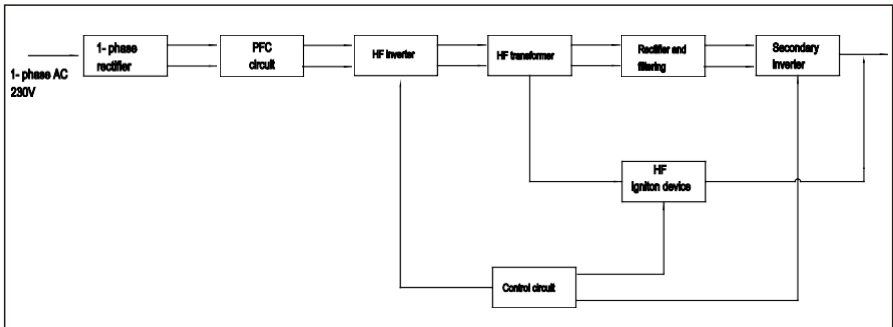 1- phase AC
230V
1- phase
rectifier
PFC
circuit
HF inverter
HF transformer
Rectifier and
filtering
Secondary
inverter
HF
igniton device
Control circuit